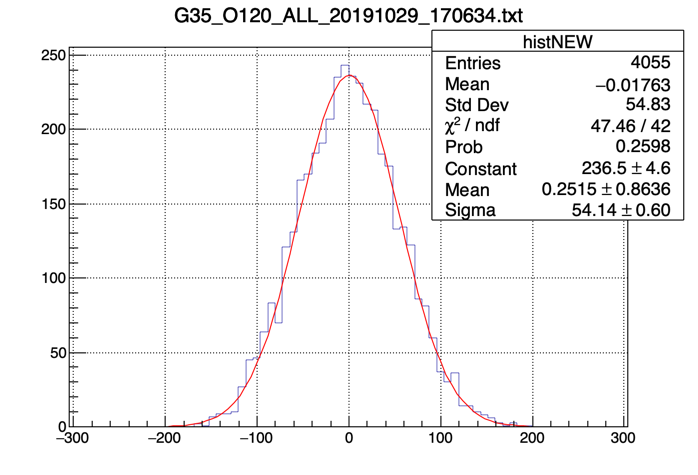 G35_O120_ALL_20191029_170634.txt
histNEW
Entries 4055
Mean −0.01763
Std Dev 54.83
χ² / ndf 47.46 / 42
Prob 0.2598
Constant 236.5 ± 4.6
Mean 0.2515 ± 0.8636
Sigma 54.14 ± 0.60
250
200
150
100
50
0
−300 −200 −100 0 100 200 300